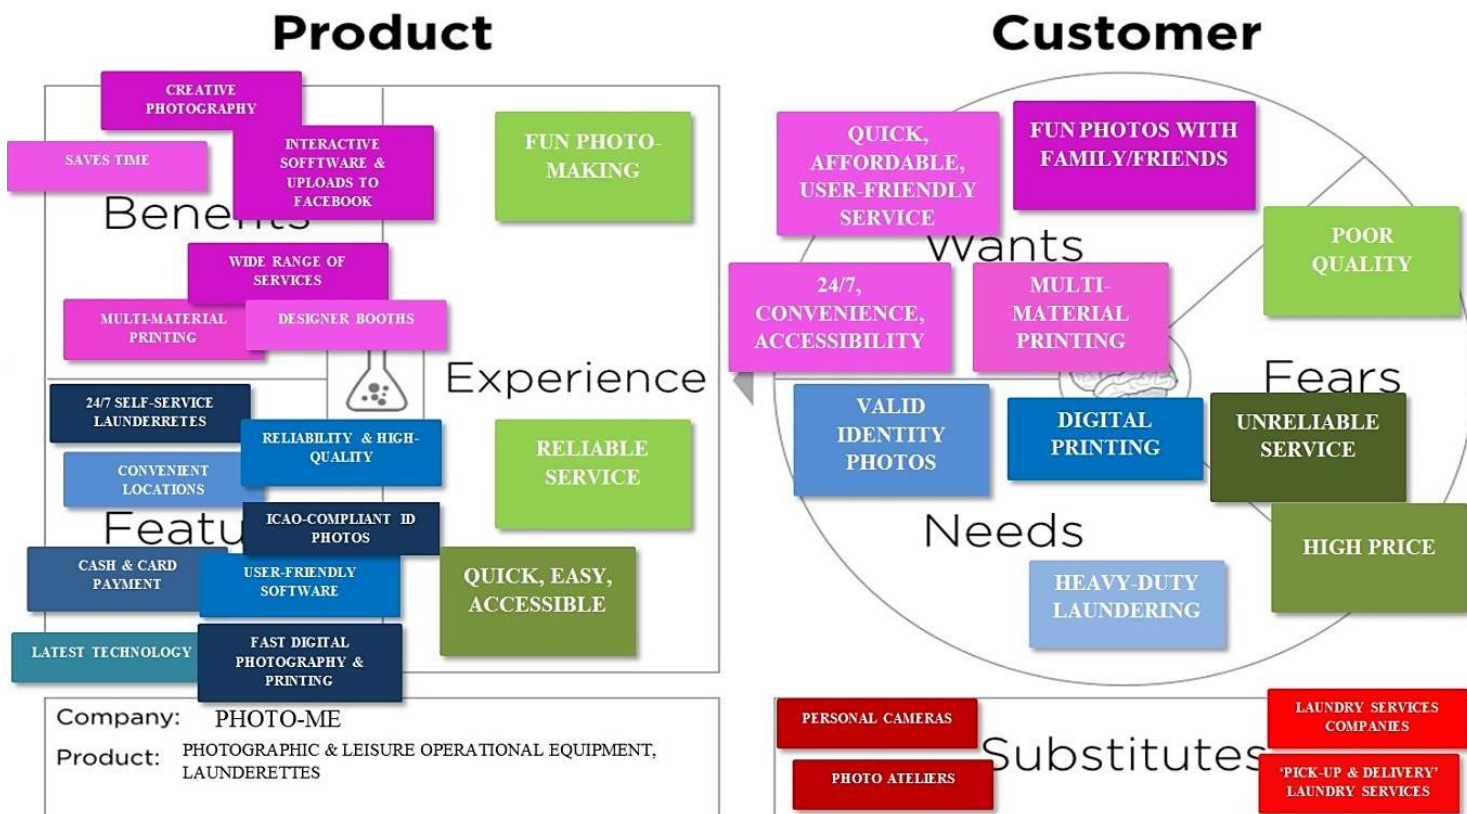 Product
CREATIVE
PHOTOGRAPHY
SAVES TIME
INTERACTIVE
SOFFTWARE &
UPLOADS TO
FACEBOOK
Benefits
WIDE RANGE OF
SERVICES
MULTI-MATERIAL
PRINTING
DESIGNER BOOTHS
FUN PHOTO-
MAKING
Experience
RELIABLE
SERVICE
QUICK, EASY,
ACCESSIBLE
24/7 SELF-SERVICE
LAUNDERRETES
RELIABILITY & HIGH-
QUALITY
CONVENIENT
LOCATIONS
Featu
ICAO-COMPLIANT ID
PHOTOS
CASH & CARD
PAYMENT
USER-FRIENDLY
SOFTWARE
LATEST TECHNOLOGY
FAST DIGITAL
PHOTOGRAPHY &
PRINTING
Company: PHOTO-ME
Product: PHOTOGRAPHIC & LEISURE OPERATIONAL EQUIPMENT,
LAUNDERETTES
Customer
QUICK,
AFFORDABLE,
USER-FRIENDLY
SERVICE
FUN PHOTOS WITH
FAMILY/FRIENDS
Wants
24/7,
CONVENIENCE,
ACCESSIBILITY
MULTI-
MATERIAL
PRINTING
POOR
QUALITY
Fears
UNRELIABLE
SERVICE
HIGH PRICE
VALID
IDENTITY
PHOTOS
DIGITAL
PRINTING
Needs
HEAVY-DUTY
LAUNDERING
PERSONAL CAMERAS
PHOTO ATELIERS
Substitutes
LAUNDRY SERVICES
COMPANIES
‘PICK-UP & DELIVERY’
LAUNDRY SERVICES